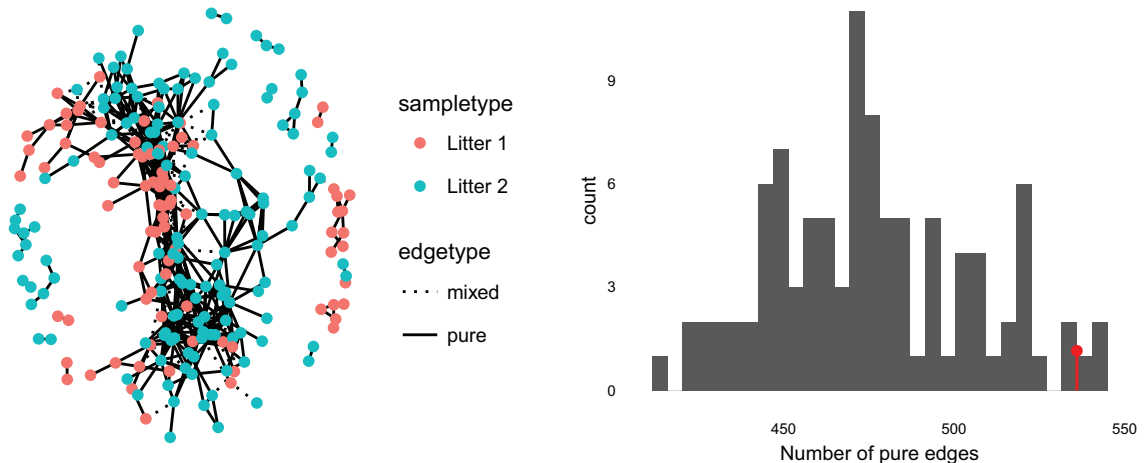 sampletype
Litter 1
Litter 2
edgetype
mixed
pure
count
9
6
3
0
450
500
550
Number of pure edges